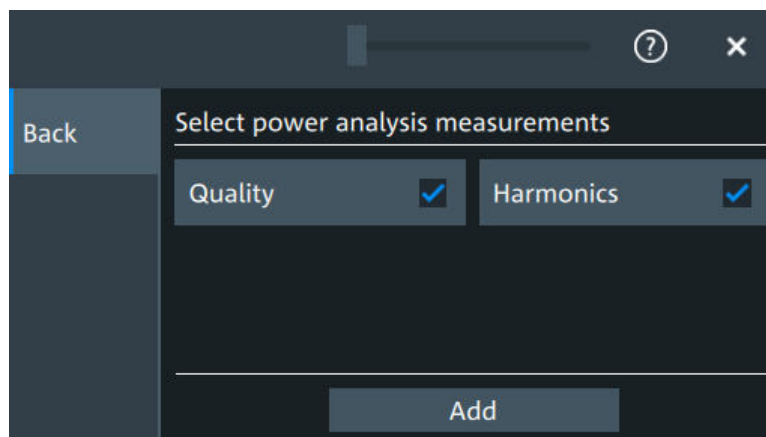 ?
Back
Select power analysis measurements
Quality
Harmonics
Add